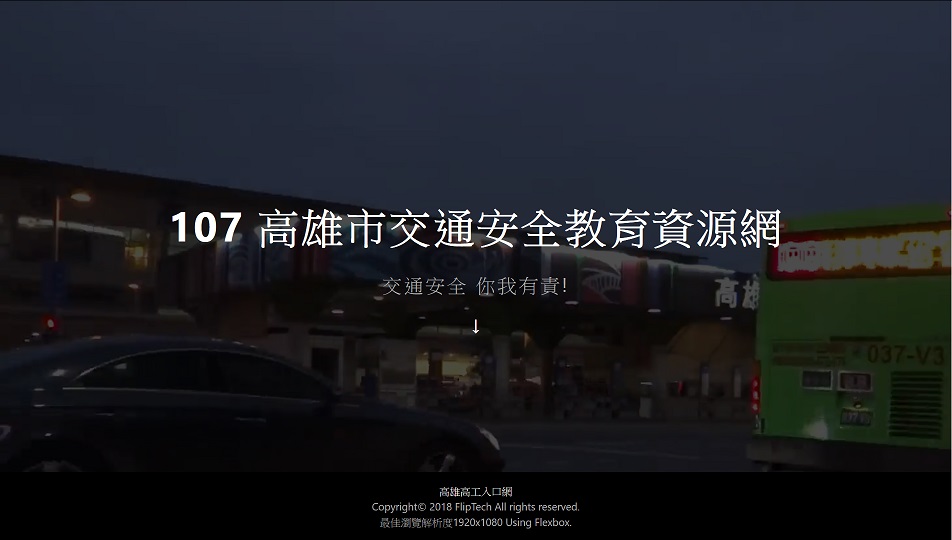 107 高雄市交通安全教育資源網
交通安全 你我有責!
↓
高雄
037-V3
高雄高工入口網
Copyright© 2018 FlipTech All rights reserved.
最佳瀏覽解析度1920x1080 Using Flexbox.